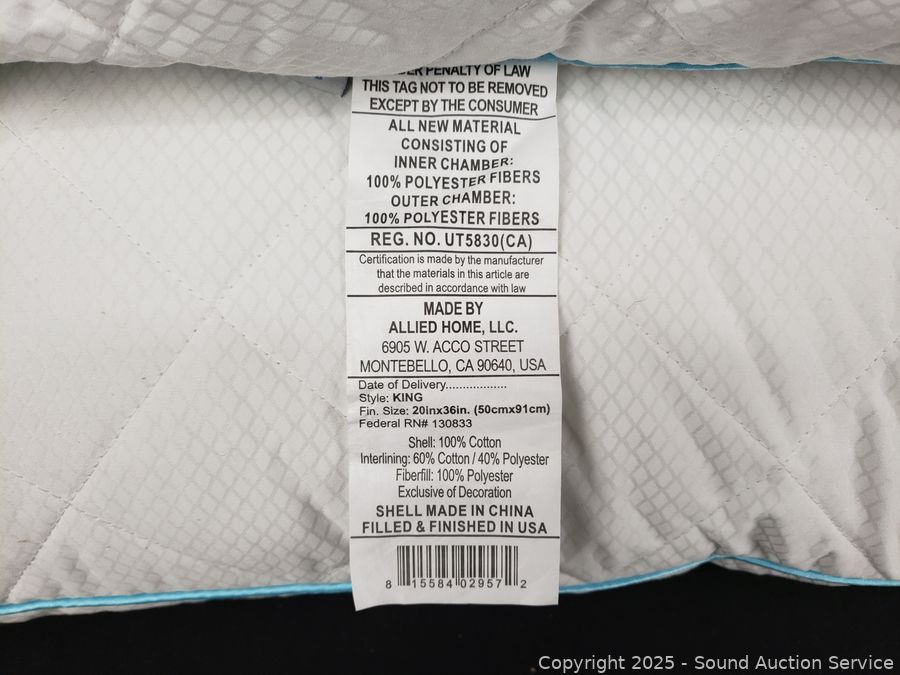 PENALTY OF LAW
THIS TAG NOT TO BE REMOVED
EXCEPT BY THE CONSUMER
ALL NEW MATERIAL
CONSISTING OF
INNER CHAMBER:
100% POLYESTER FIBERS
OUTER CHAMBER:
100% POLYESTER FIBERS
REG. NO. UT5830(CA)
Certification is made by the manufacturer
that the materials in this article are
described in accordance with law
MADE BY
ALLIED HOME, LLC.
6905 W. ACCO STREET
MONTEBELLO, CA 90640, USA
Date of Delivery..................
Style: KING
Fin. Size: 20inx36in. (50cmx91cm)
Federal RN# 130833
Shell: 100% Cotton
Interlining: 60% Cotton / 40% Polyester
Fiberfill: 100% Polyester
Exclusive of Decoration
SHELL MADE IN CHINA
FILLED & FINISHED IN USA
8 15584 02957 2
Copyright 2025 - Sound Auction Service